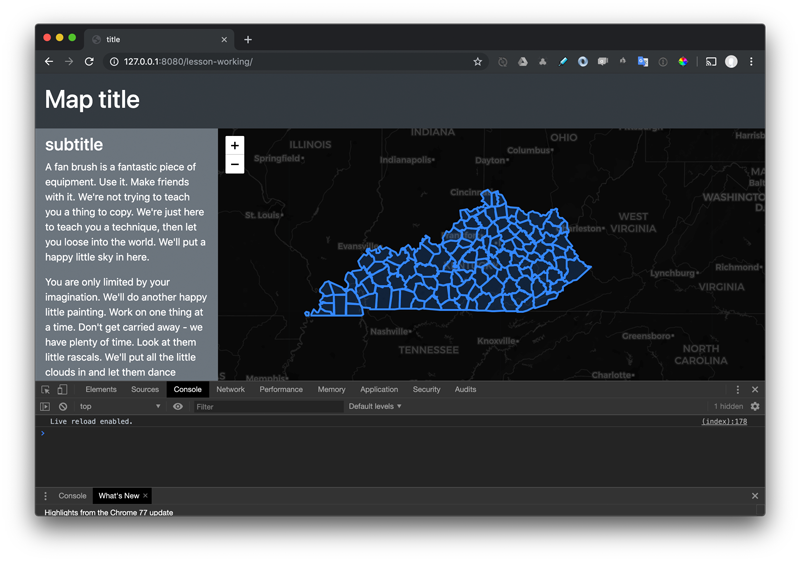 title
127.0.0.1:8080/lesson-working/
Map title
subtitle
A fan brush is a fantastic piece of
equipment. Use it. Make friends
with it. We're not trying to teach
you a thing to copy. We're just here
to teach you a technique, then let
you loose into the world. We'll put a
happy little sky in here.
You are only limited by your
imagination. We'll do another happy
little painting. Work on one thing at
a time. Don't get carried away - we
have plenty of time. Look at them
little rascals. We'll put all the little
clouds in and let them dance
+
−
INDIANA
ILLINOIS
OHIO
Harrisb
Columbus
Springfield
Indianapolis
Dayton
Cincinn
WASHINGTON
St. Louis
WEST
VIRGINIA
Charleston
Evansville
Richmond
Lynchburg
VIRGINIA
Nashville
Knoxville
Greensboro
TENNESSEE
NORTH
CAROLINA
Memphis
Charlotte
Elements
Sources
Console
Network
Performance
Memory
Application
Security
Audits
top
Filter
Default levels
1 hidden
Live reload enabled.
(index):178
Console
What's New
Highlights from the Chrome 77 update